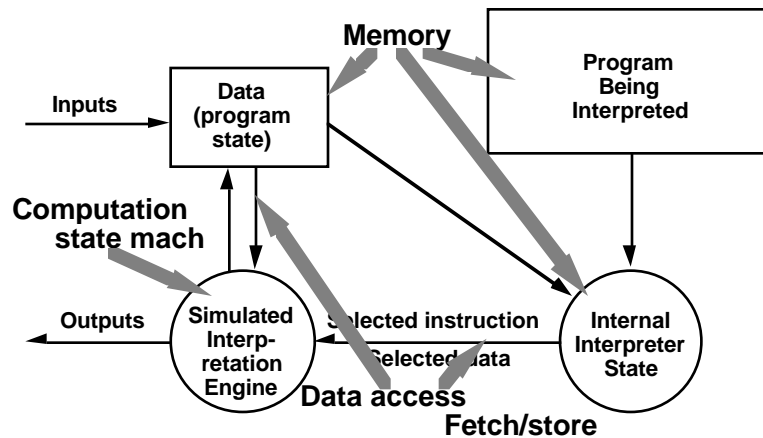 Memory
Program
Being
Interpreted
Data
(program
state)
Inputs
Computation
state mach
Outputs
Simulated
Interp-
retation
Engine
Selected instruction
Selected data
Internal
Interpreter
State
Data access
Fetch/store